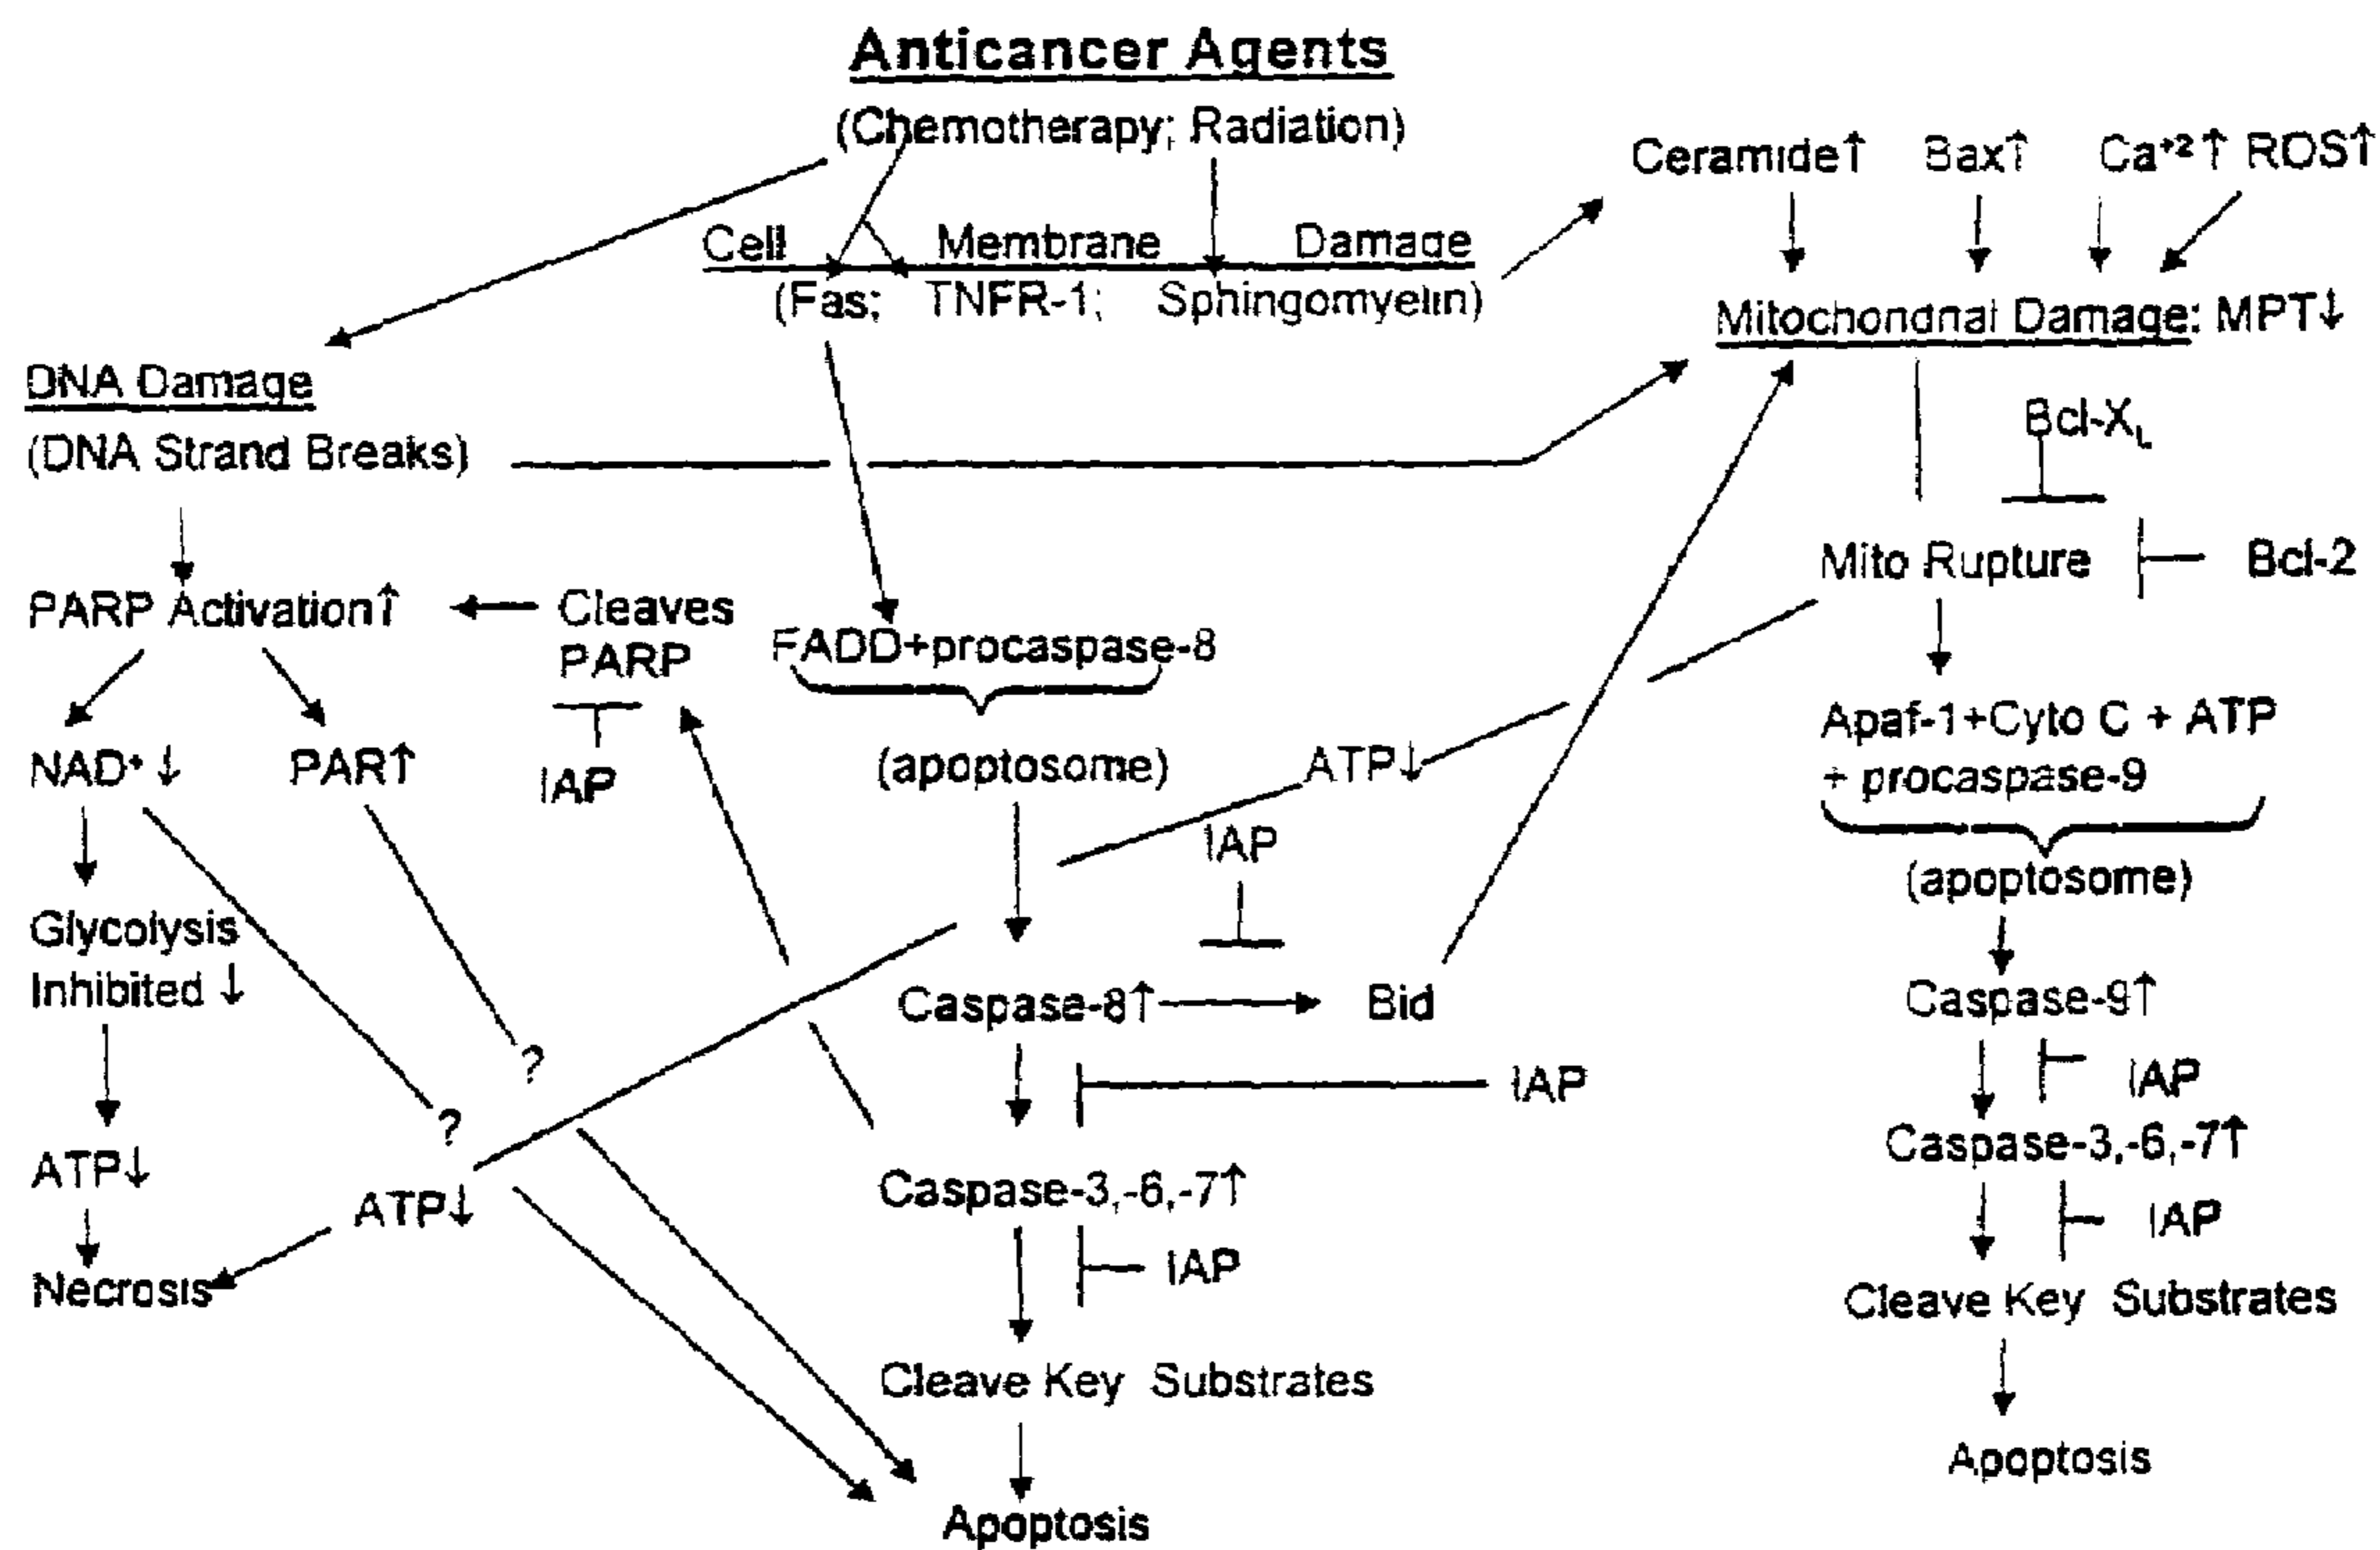 Anticancer Agents
(Chemotherapy; Radiation)
Ceramide↑ Bax↑ Ca+2↑ ROS↑
Cell Membrane Damage
(Fas; TNFR-1; Sphingomyelin)
Mitochondrial Damage: MPT↓
DNA Damage
(DNA Strand Breaks)
Bcl-XL
Mito Rupture
Bcl-2
PARP Activation↑
Cleaves
PARP
FADD+procaspase-8
Apaf-1+Cyto C + ATP
+ procaspase-9
NAD+ ↓
PAR↑
IAP
(apoptosome)
ATP↓
IAP
(apoptosome)
Glycolysis
Inhibited ↓
Caspase-8↑
Bid
Caspase-9↑
?
?
IAP
IAP
ATP↓
ATP↓
Caspase-3,-6,-7↑
Caspase-3,-6,-7↑
IAP
IAP
Necrosis
Cleave Key Substrates
Cleave Key Substrates
Apoptosis
Apoptosis